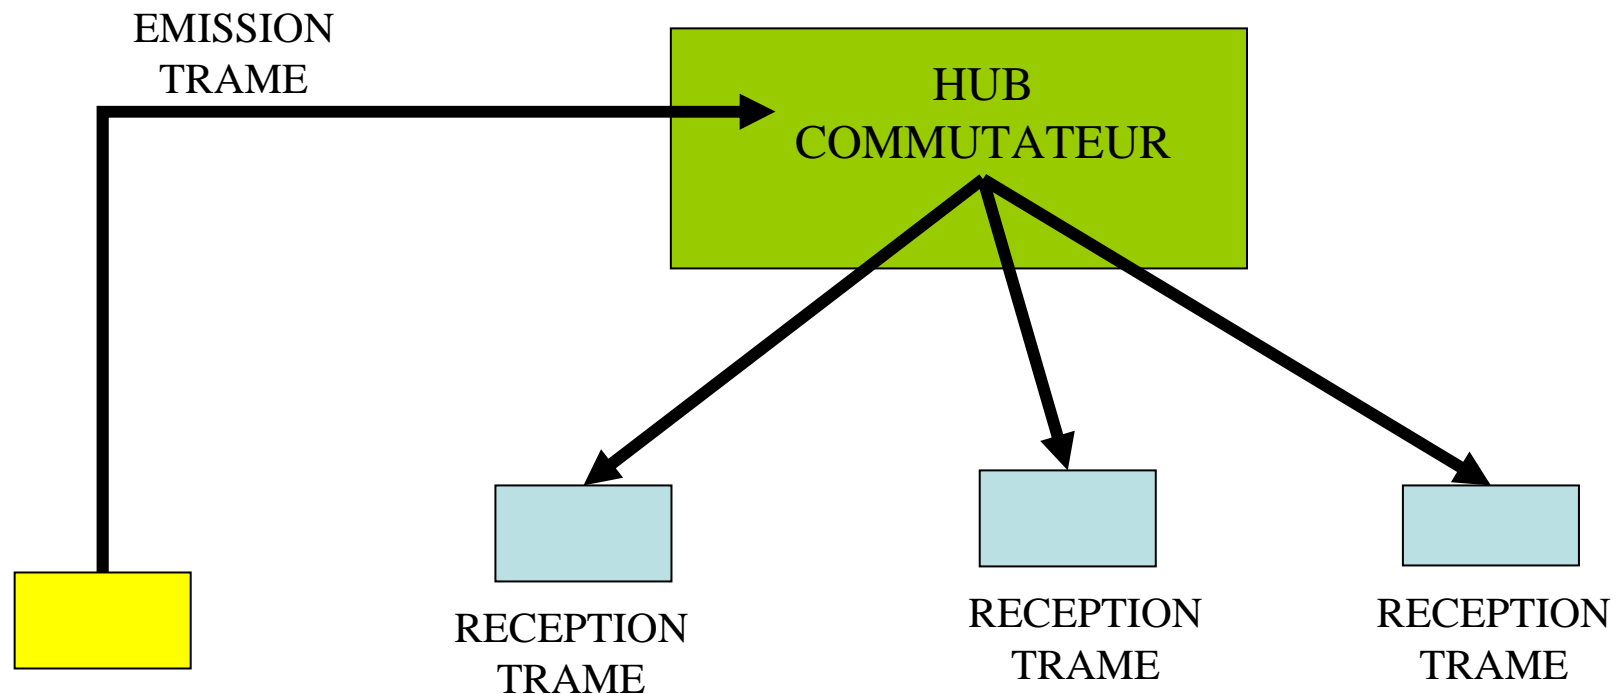 EMISSION
TRAME
HUB
COMMUTATEUR
RECEPTION
TRAME
RECEPTION
TRAME
RECEPTION
TRAME